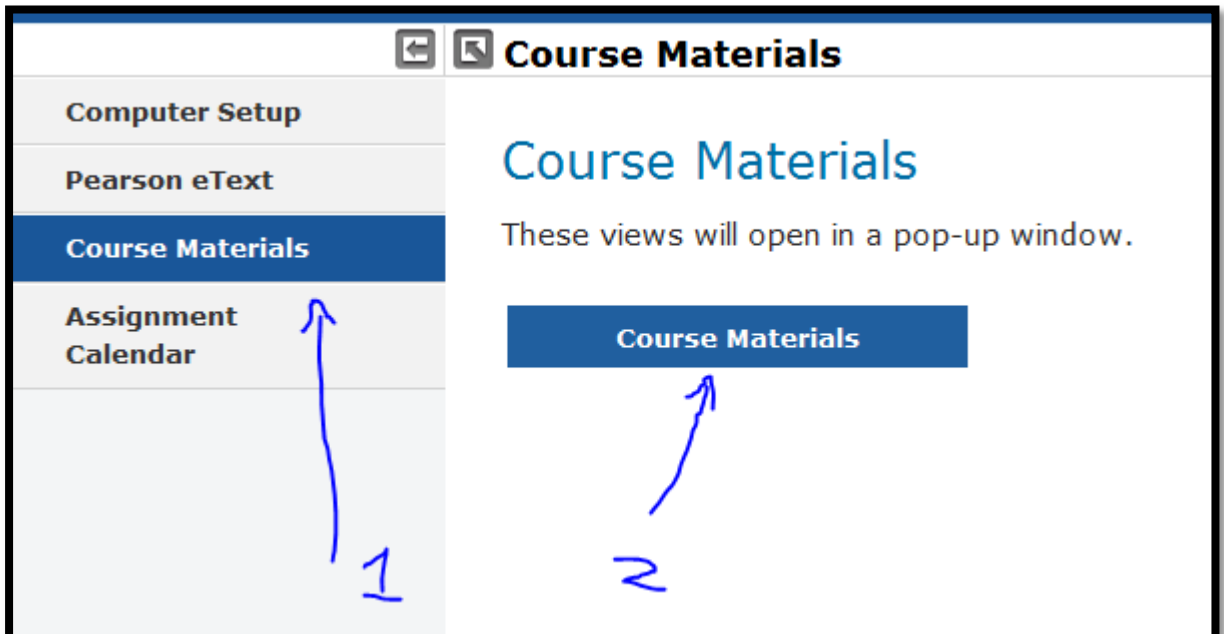 Course Materials
Computer Setup
Pearson eText
Course Materials
Assignment
Calendar
Course Materials
These views will open in a pop-up window.
Course Materials
1
2